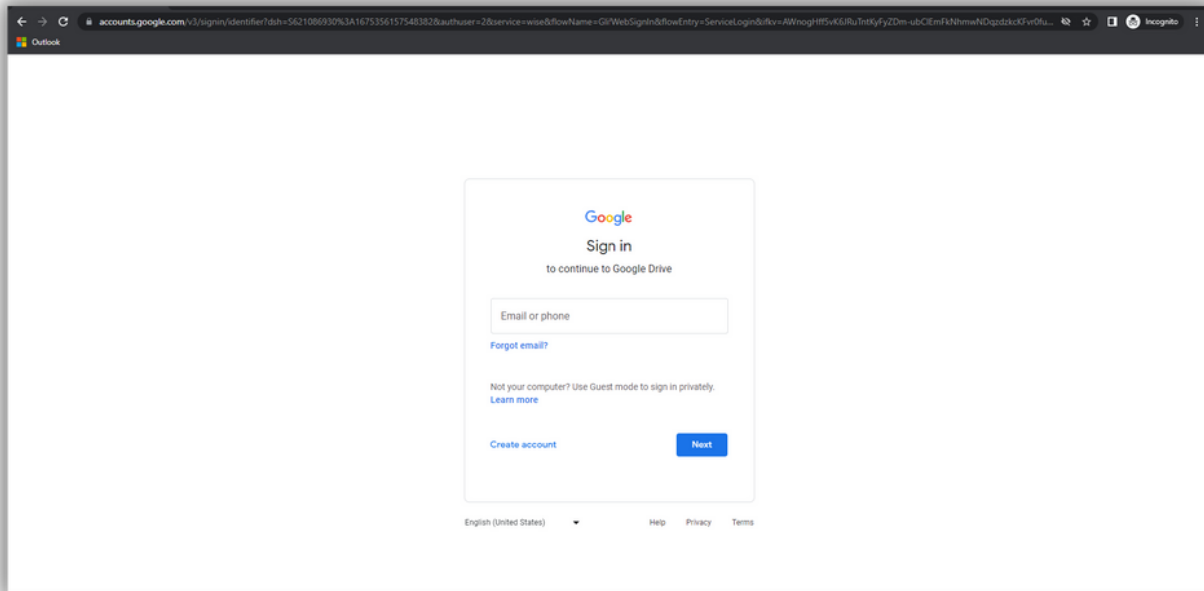 accounts.google.com/v3/signin/identifier?dsh=S621086930%3A1675356157548382&authuser=2&service=wise&flowName=GlifWebSignIn&flowEntry=ServiceLogin&ifkv=
Incognito
Outlook
Google
Sign in
to continue to Google Drive
Email or phone
Forgot email?
Not your computer? Use Guest mode to sign in privately.
Learn more
Create account
Next
English (United States)
Help Privacy Terms